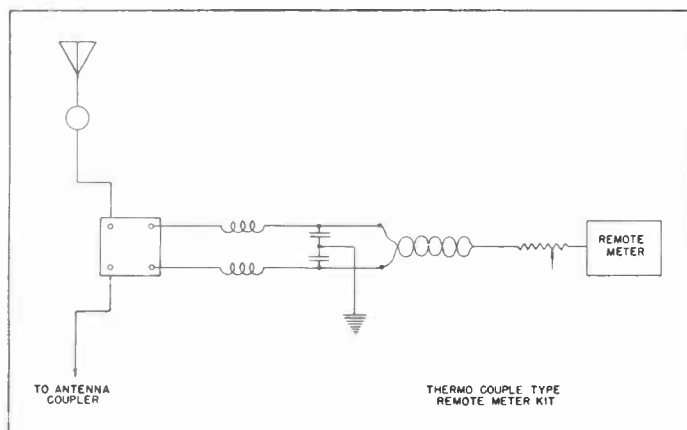 REMOTE
METER
TO ANTENNA
COUPLER
THERMO COUPLE TYPE
REMOTE METER KIT